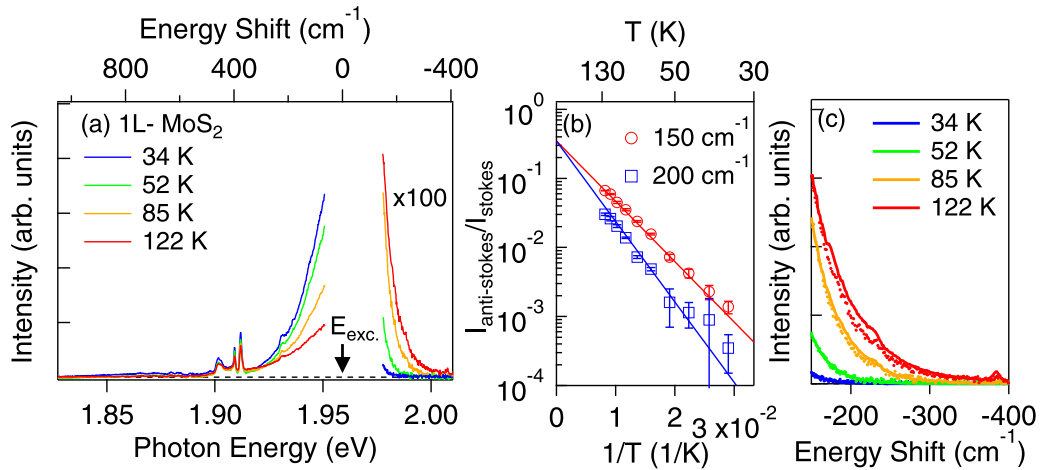 Energy Shift (cm⁻¹)
800 400 0 -400
(a) 1L- MoS₂
34 K
52 K
85 K
122 K
x100
E_exc.
Intensity (arb. units)
1.85 1.90 1.95 2.00
Photon Energy (eV)
T (K)
130 50 30
(b)
150 cm⁻¹
200 cm⁻¹
I_anti-stokes/I_stokes
10⁰
10⁻¹
10⁻²
10⁻³
10⁻⁴
0 1 2 3 x10⁻²
1/T (1/K)
(c)
34 K
52 K
85 K
122 K
Intensity (arb. units)
-200 -300 -400
Energy Shift (cm⁻¹)